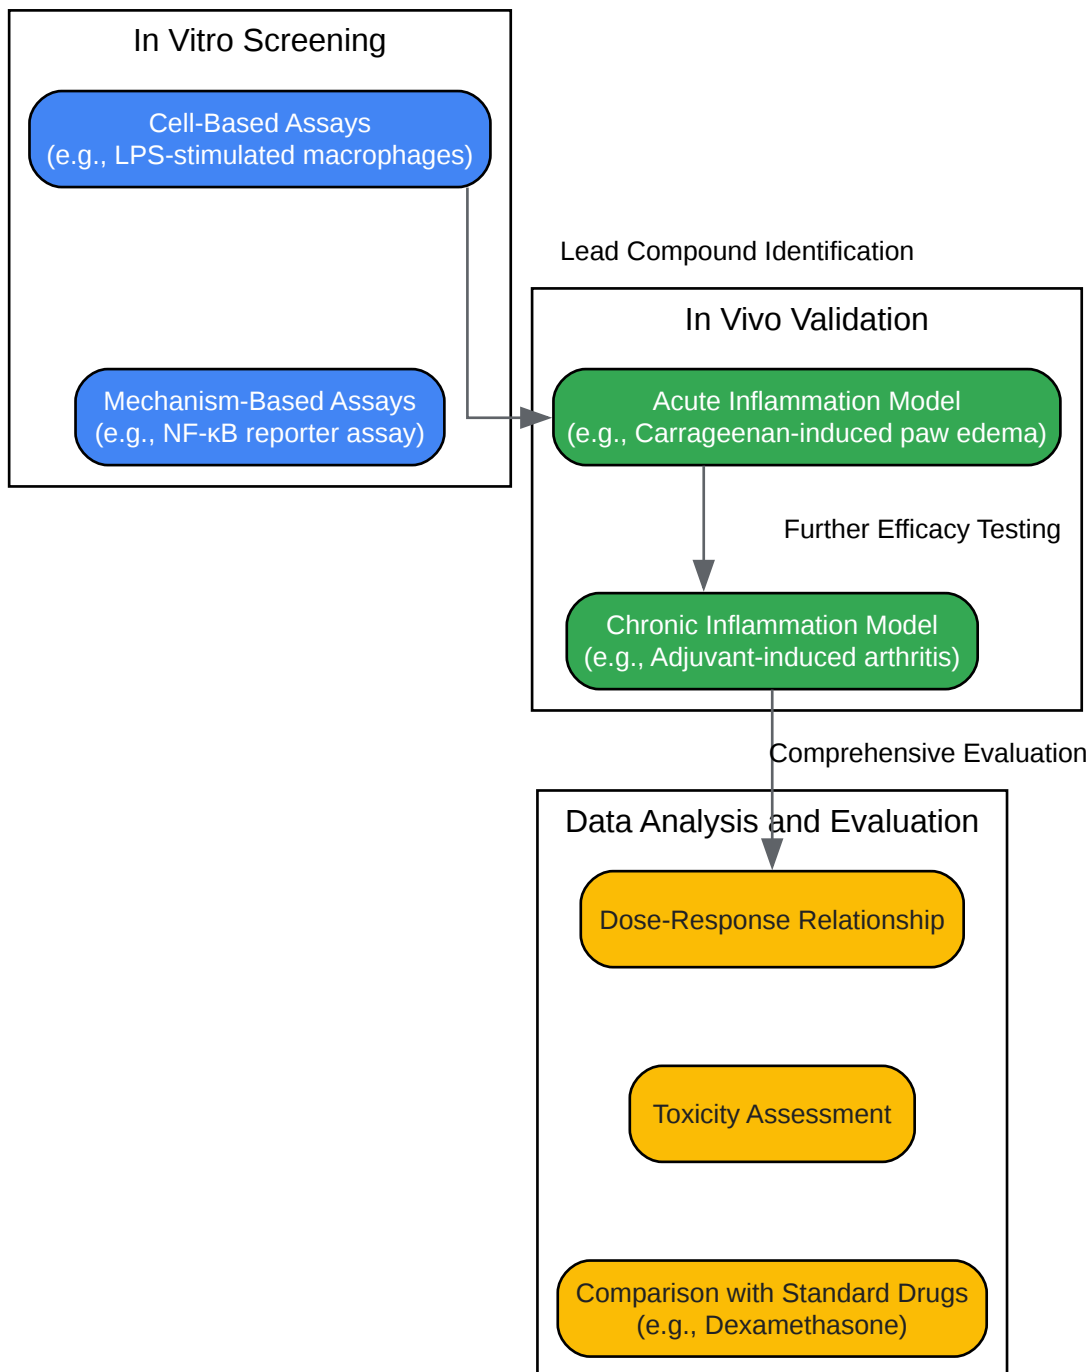 In Vitro Screening
Cell-Based Assays
(e.g., LPS-stimulated macrophages)
Lead Compound Identification
In Vivo Validation
Mechanism-Based Assays
(e.g., NF-κB reporter assay)
Acute Inflammation Model
(e.g., Carrageenan-induced paw edema)
Further Efficacy Testing
Chronic Inflammation Model
(e.g., Adjuvant-induced arthritis)
Comprehensive Evaluation
Data Analysis and Evaluation
Dose-Response Relationship
Toxicity Assessment
Comparison with Standard Drugs
(e.g., Dexamethasone)